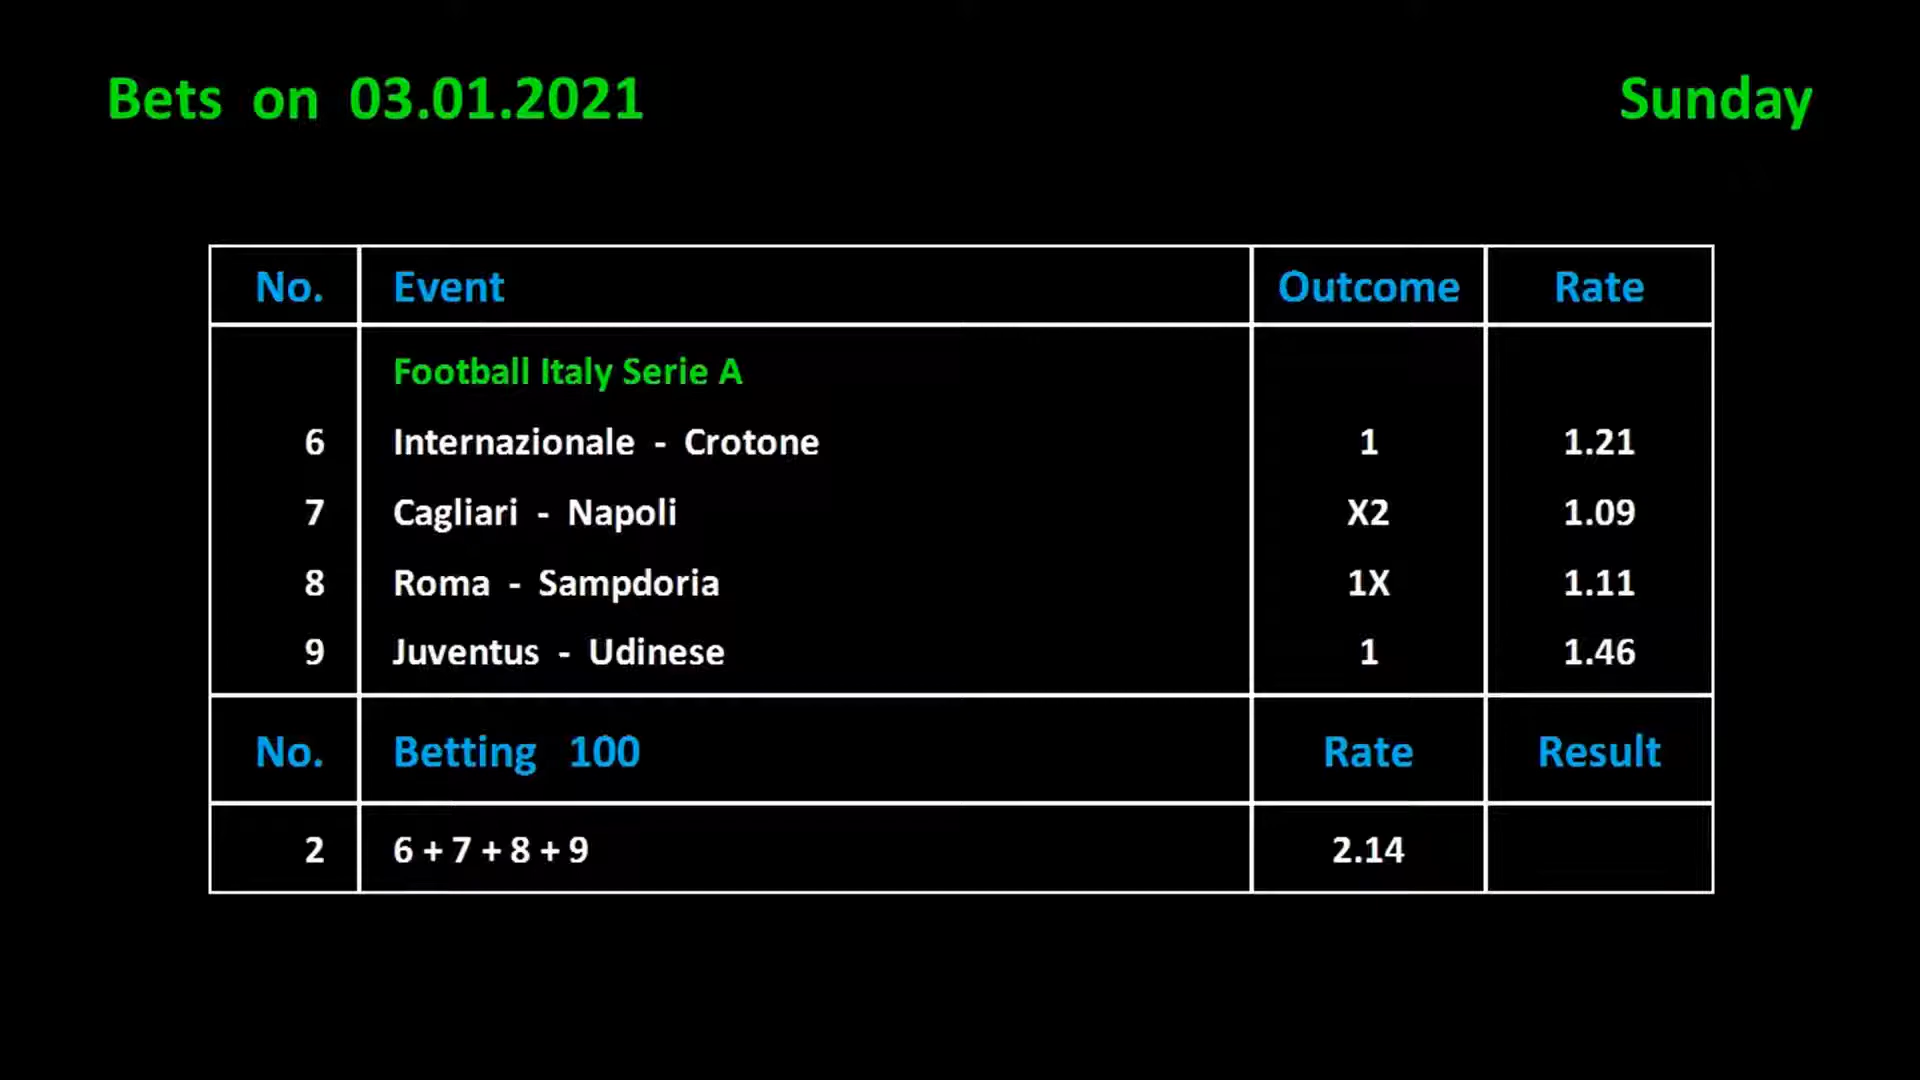 Bets on 03.01.2021 Sunday
No. Event Outcome Rate
Football Italy Serie A
6 Internazionale - Crotone 1 1.21
7 Cagliari - Napoli X2 1.09
8 Roma - Sampdoria 1X 1.11
9 Juventus - Udinese 1 1.46
No. Betting 100 Rate Result
2 6 + 7 + 8 + 9 2.14